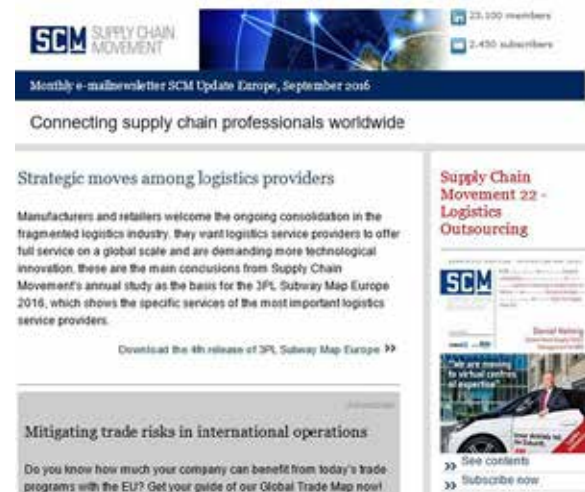 SCM SUPPLY CHAIN
MOVEMENT
23.100 members
2.450 subscribers
Monthly e-mailnewsletter SCM Update Europe, September 2016
Connecting supply chain professionals worldwide
Strategic moves among logistics providers
Manufacturers and retailers welcome the ongoing consolidation in the
fragmented logistics industry. they want logistics service providers to offer
full service on a global scale and are demanding more technological
innovation. these are the main conclusions from Supply Chain
Movement's annual study as the basis for the 3PL Subway Map Europe
2016, which shows the specific services of the most important logistics
service providers.
Download the 4th release of 3PL Subway Map Europe »
Mitigating trade risks in international operations
Do you know how much your company can benefit from today's trade
programs with the EU? Get your guide of our Global Trade Map now!
Supply Chain
Movement 22 -
Logistics
Outsourcing
SCM
"We are moving
to virtual centres
of expertise"
» See contents
» Subscribe now